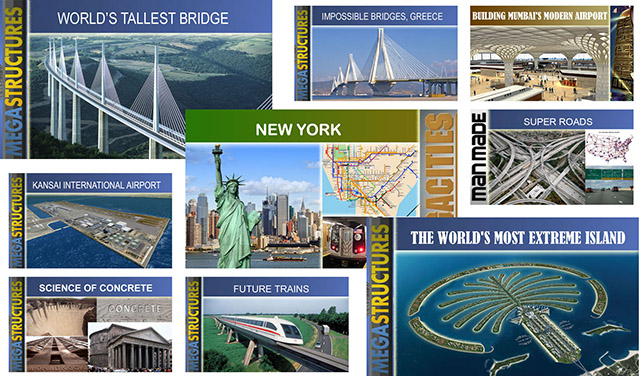 WORLD'S TALLEST BRIDGE
MEGASTRUCTURES
IMPOSSIBLE BRIDGES, GREECE
MEGASTRUCTURES
BUILDING MUMBAI'S MODERN AIRPORT
NEW YORK
ACITIES
SUPER ROADS
MAN MADE
KANSAI INTERNATIONAL AIRPORT
MEGASTRUCTURES
THE WORLD'S MOST EXTREME ISLAND
MEGASTRUCTURES
SCIENCE OF CONCRETE
MEGASTRUCTURES
CONCRETE
FUTURE TRAINS
MEGASTRUCTURES